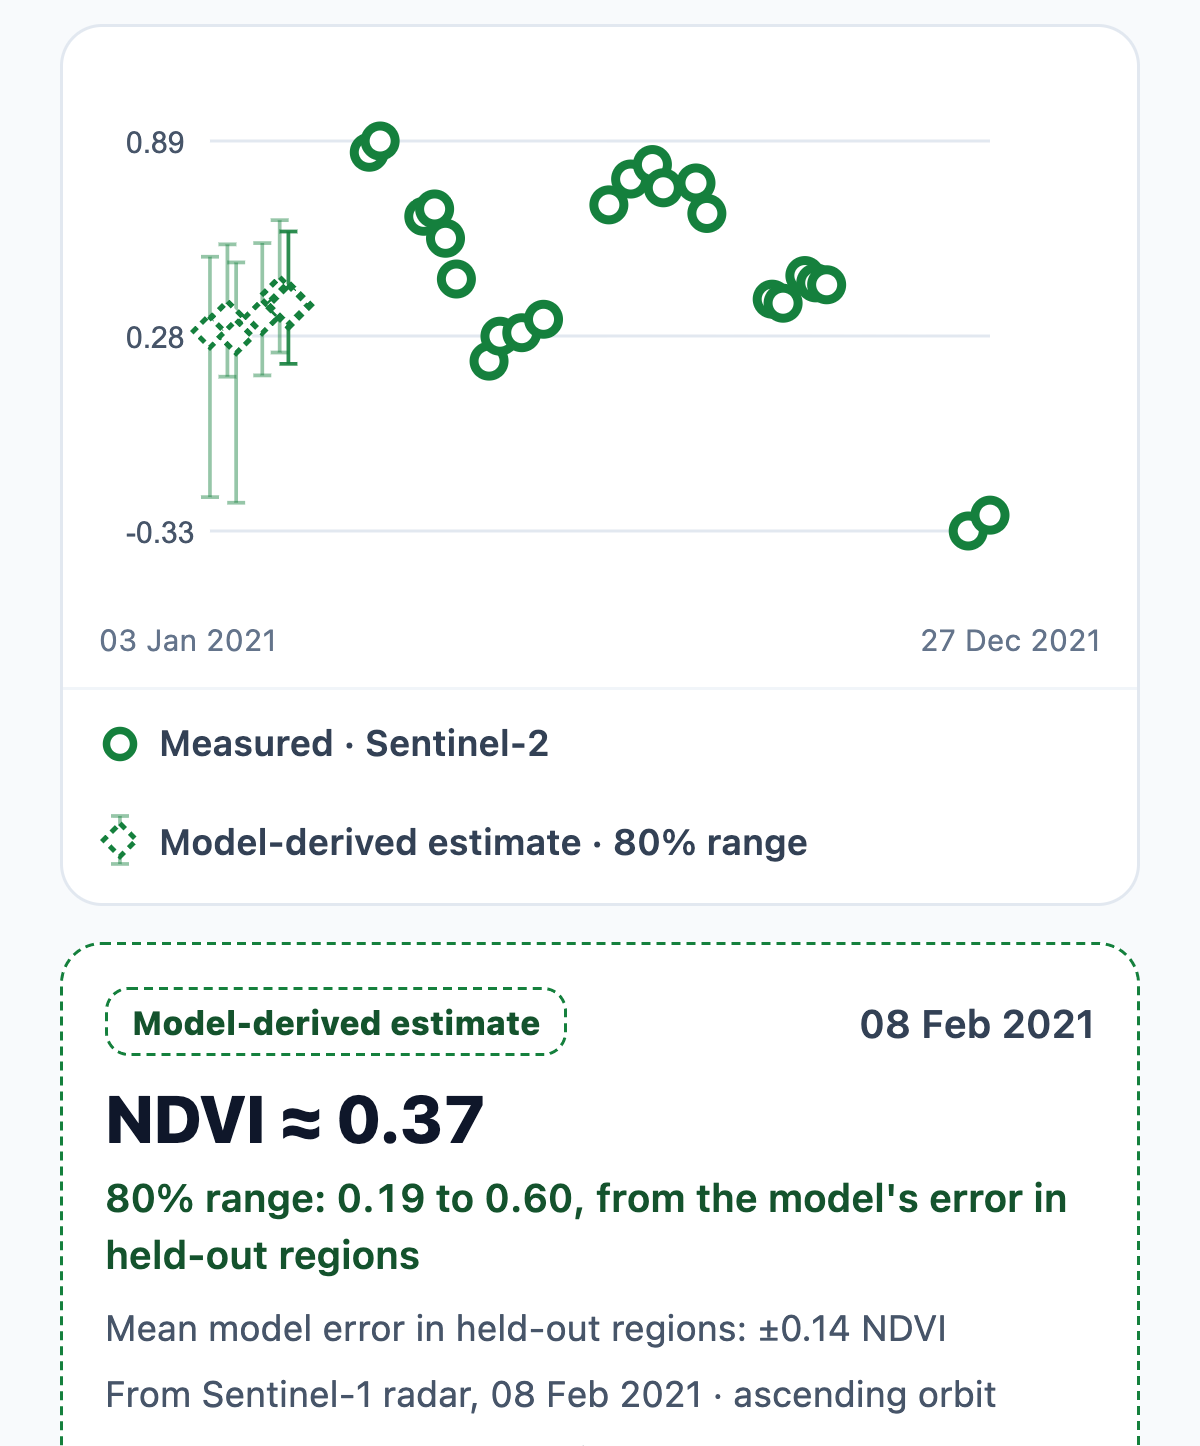 0.89
0.28
-0.33
03 Jan 2021
27 Dec 2021
Measured · Sentinel-2
Model-derived estimate · 80% range
Model-derived estimate
08 Feb 2021
NDVI ≈ 0.37
80% range: 0.19 to 0.60, from the model's error in
held-out regions
Mean model error in held-out regions: ±0.14 NDVI
From Sentinel-1 radar, 08 Feb 2021 · ascending orbit